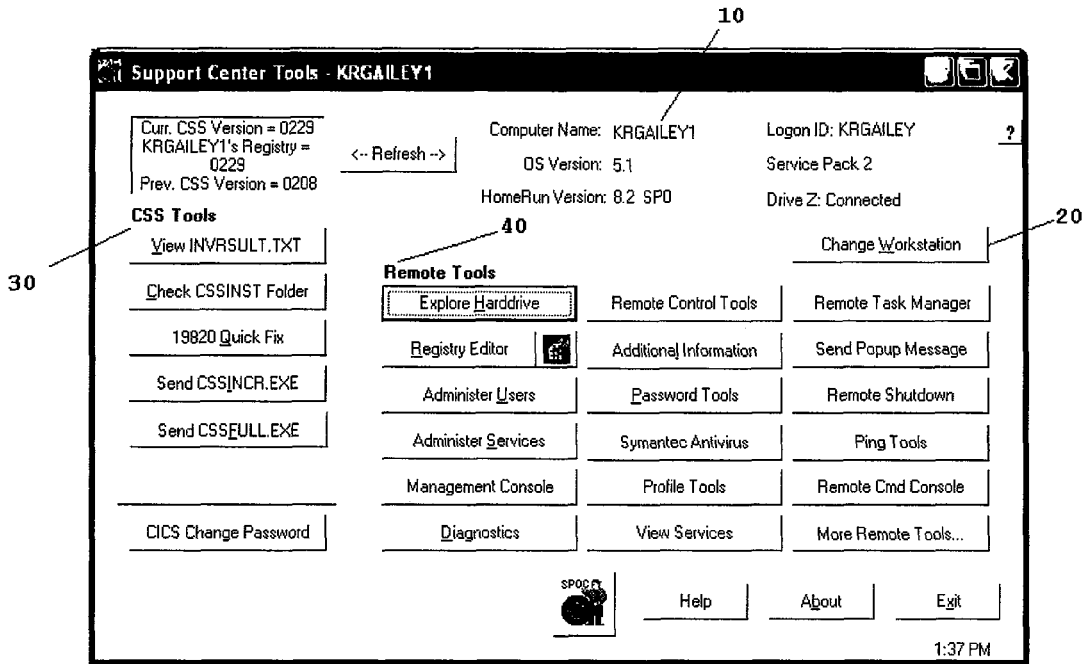 10
Support Center Tools - KRGAILEY1
Curr. CSS Version = 0229
KRGAILEY1's Registry =
0229
Prev. CSS Version = 0208
<-- Refresh -->
Computer Name: KRGAILEY1
Logon ID: KRGAILEY
?
OS Version: 5.1
Service Pack 2
HomeRun Version: 8.2 SP0
Drive Z: Connected
20
CSS Tools
40
30
View INVRSULT.TXT
Change Workstation
Remote Tools
Check CSSINST Folder
Explore Harddrive
Remote Control Tools
Remote Task Manager
19820 Quick Fix
Registry Editor
Additional Information
Send Popup Message
Send CSSINCR.EXE
Administer Users
Password Tools
Remote Shutdown
Send CSSFULL.EXE
Administer Services
Symantec Antivirus
Ping Tools
Management Console
Profile Tools
Remote Cmd Console
CICS Change Password
Diagnostics
View Services
More Remote Tools...
Help
About
Exit
1:37 PM